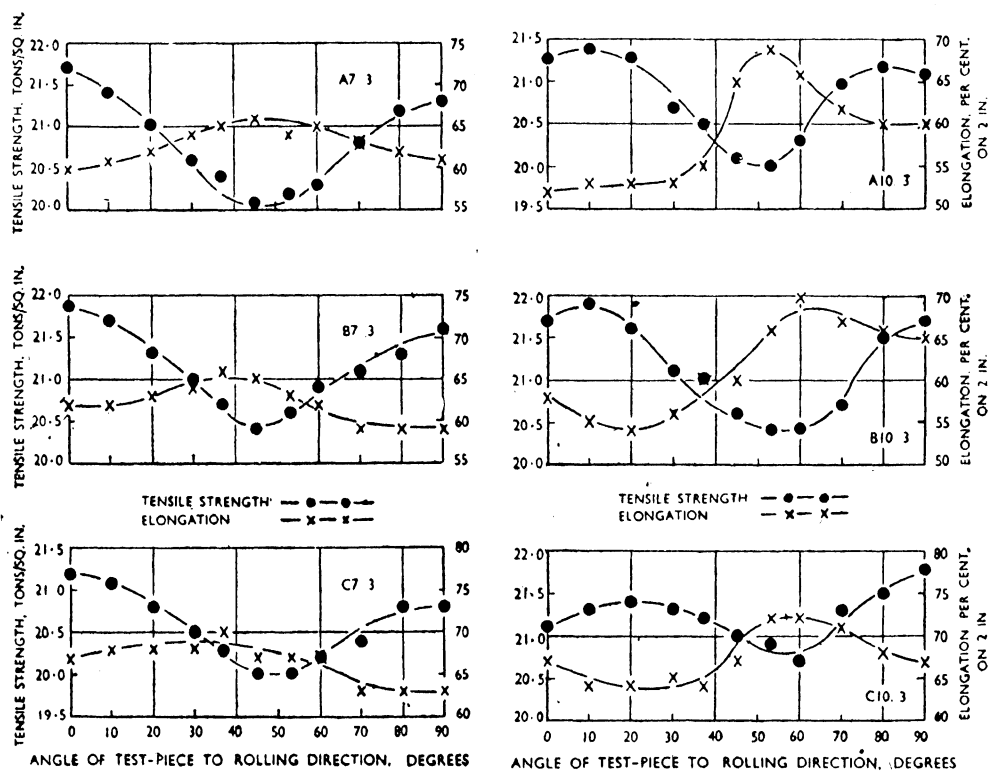 TENSILE STRENGTH. TONS/SQ. IN.
22·0
21·5
21·0
20·5
20·0
A7 3
75
70
65
60
55
21·5
21·0
20·5
20·0
19·5
A10. 3
70
65
60
55
50
ELONGATION, PER CENT.
ON 2 IN.
TENSILE STRENGTH. TONS/SQ. IN.
22·0
21·5
21·0
20·5
20·0
B7. 3
75
70
65
60
55
22·0
21·5
21·0
20·5
20·0
B10. 3
70
65
60
55
50
ELONGATION, PER CENT.
ON 2 IN.
TENSILE STRENGTH
ELONGATION
TENSILE STRENGTH
ELONGATION
TENSILE STRENGTH, TONS/SQ. IN.
21·5
21·0
20·5
20·0
19·5
C7 3
80
75
70
65
60
0 10 20 30 40 50 60 70 80 90
ANGLE OF TEST-PIECE TO ROLLING DIRECTION, DEGREES
22·0
21·5
21·0
20·5
20·0
C10. 3
80
75
70
65
60
ELONGATION, PER CENT.
ON 2 IN
0 10 20 30 40 50 60 70 80 90
ANGLE OF TEST-PIECE TO ROLLING DIRECTION, DEGREES